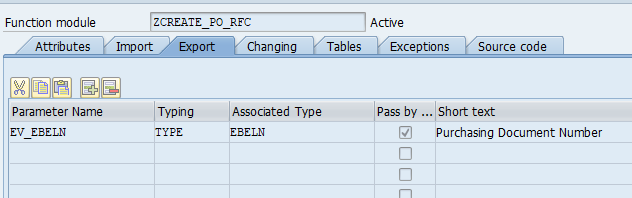 Function module ZCREATE_PO_RFC Active
Attributes Import Export Changing Tables Exceptions Source code
Parameter Name Typing Associated Type Pass by ... Short text
EV_EBELN TYPE EBELN Purchasing Document Number